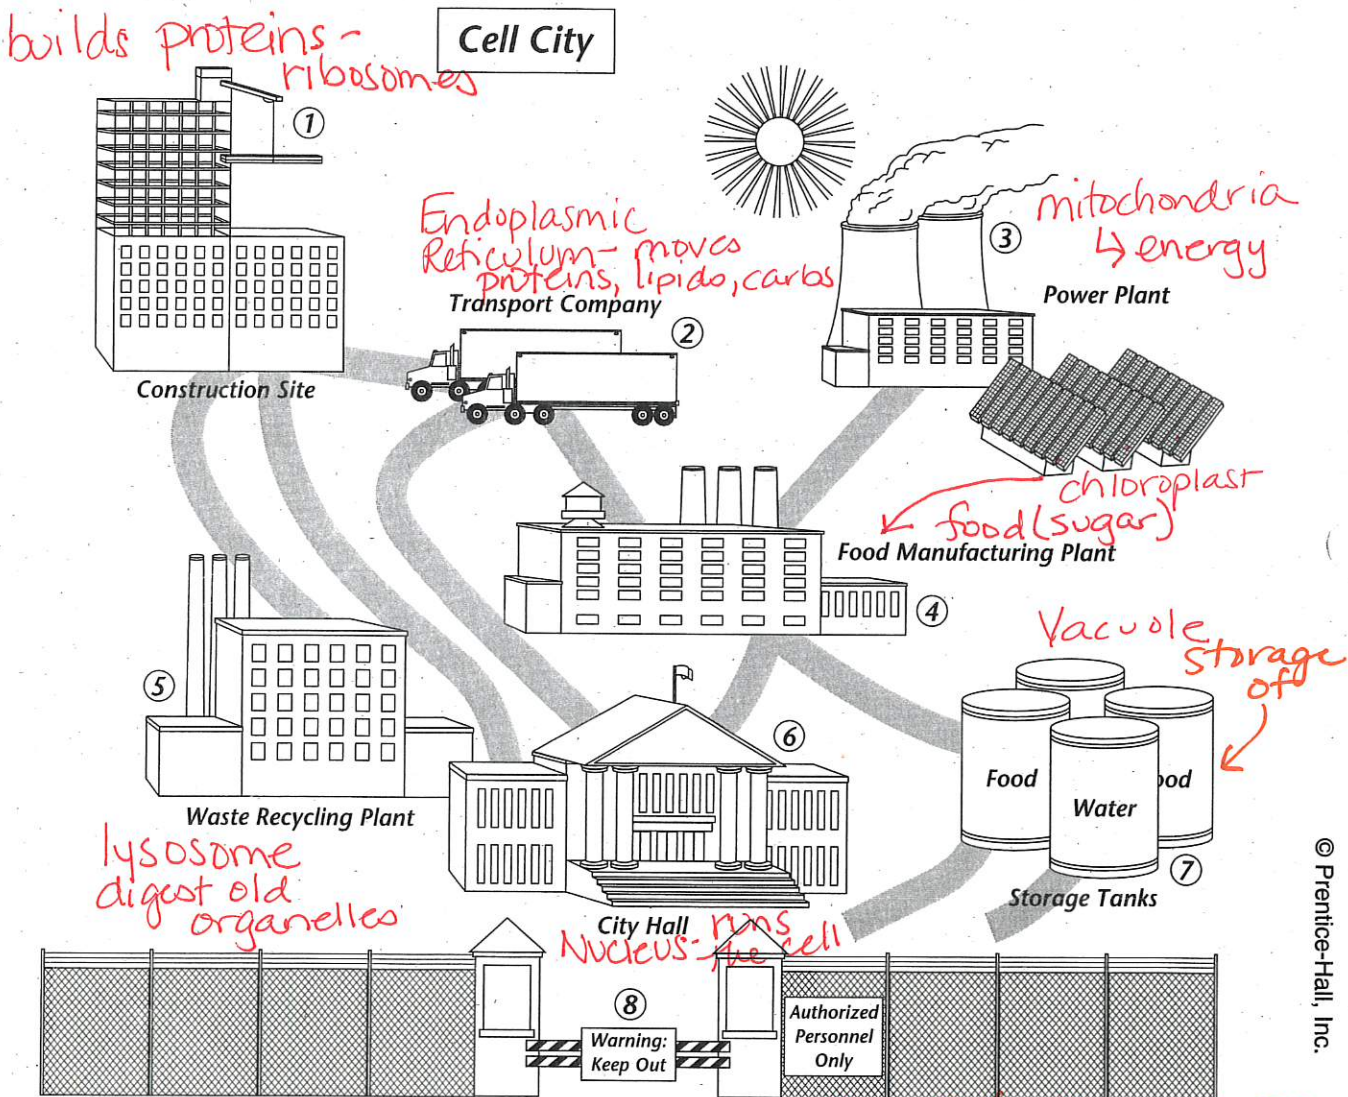 builds proteins-
ribosomes
Cell City
1
Construction Site
Endoplasmic
Reticulum- moves
proteins, lipids, carbs
Transport Company
2
mitochondria
↳ energy
3
Power Plant
chloroplast
food (sugar)
Food Manufacturing Plant
4
5
Waste Recycling Plant
lysosome
digest old
organelles
6
City Hall
Nucleus- runs
the cell
Vacuole
storage
of
Food
Water
ood
7
Storage Tanks
8
Warning:
Keep Out
Authorized
Personnel
Only
© Prentice-Hall, Inc.